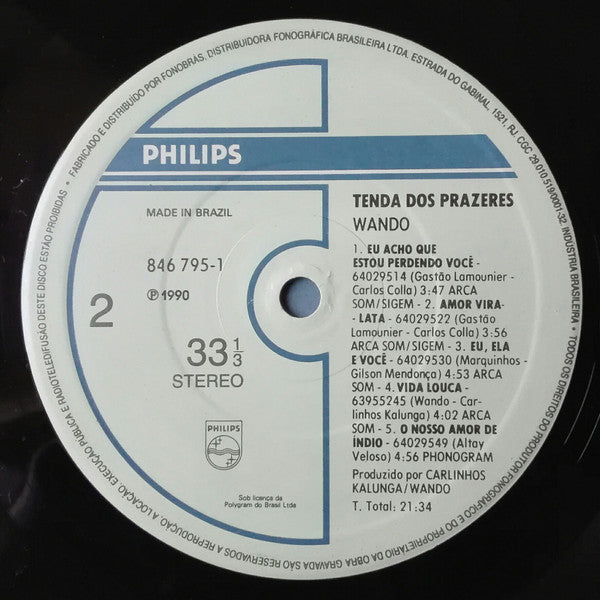 • FABRICADO E DISTRIBUÍDO POR FONOBRÁS, DISTRIBUIDORA FONOGRÁFICA BRASILEIRA LTDA. ESTRADA DO GABINAL, 1521, RJ, CGC 29 010.519/0001-32. INDÚSTRIA BRASILEIRA.
• TODOS OS DIREITOS DO PRODUTOR FONOGRÁFICO E DO PROPRIETÁRIO DA OBRA GRAVADA SÃO RESERVADOS A REPRODUÇÃO, A LOCAÇÃO, EXECUÇÃO PÚBLICA E RADIOTELEDIFUSÃO DESTE DISCO ESTÃO PROIBIDAS
PHILIPS
MADE IN BRAZIL
846 795-1
℗ 1990
2
33 1/3
STEREO
PHILIPS
Sob licença da
Polygram do Brasil Ltda
TENDA DOS PRAZERES
WANDO
1. EU ACHO QUE
ESTOU PERDENDO VOCÊ -
64029514 (Gastão Lamounier -
Carlos Colla) 3:47 ARCA
SOM/SIGEM - 2. AMOR VIRA-
-LATA - 64029522 (Gastão
Lamounier - Carlos Colla) 3:56
ARCA SOM/SIGEM - 3. EU, ELA
E VOCÊ - 64029530 (Marquinhos -
Gilson Mendonça) 4:53 ARCA
SOM - 4. VIDA LOUCA -
63955245 (Wando - Car-
linhos Kalunga) 4:02 ARCA
SOM - 5. O NOSSO AMOR DE
ÍNDIO - 64029549 (Altay
Veloso) 4:56 PHONOGRAM
Produzido por CARLINHOS
KALUNGA/WANDO
T. Total: 21:34